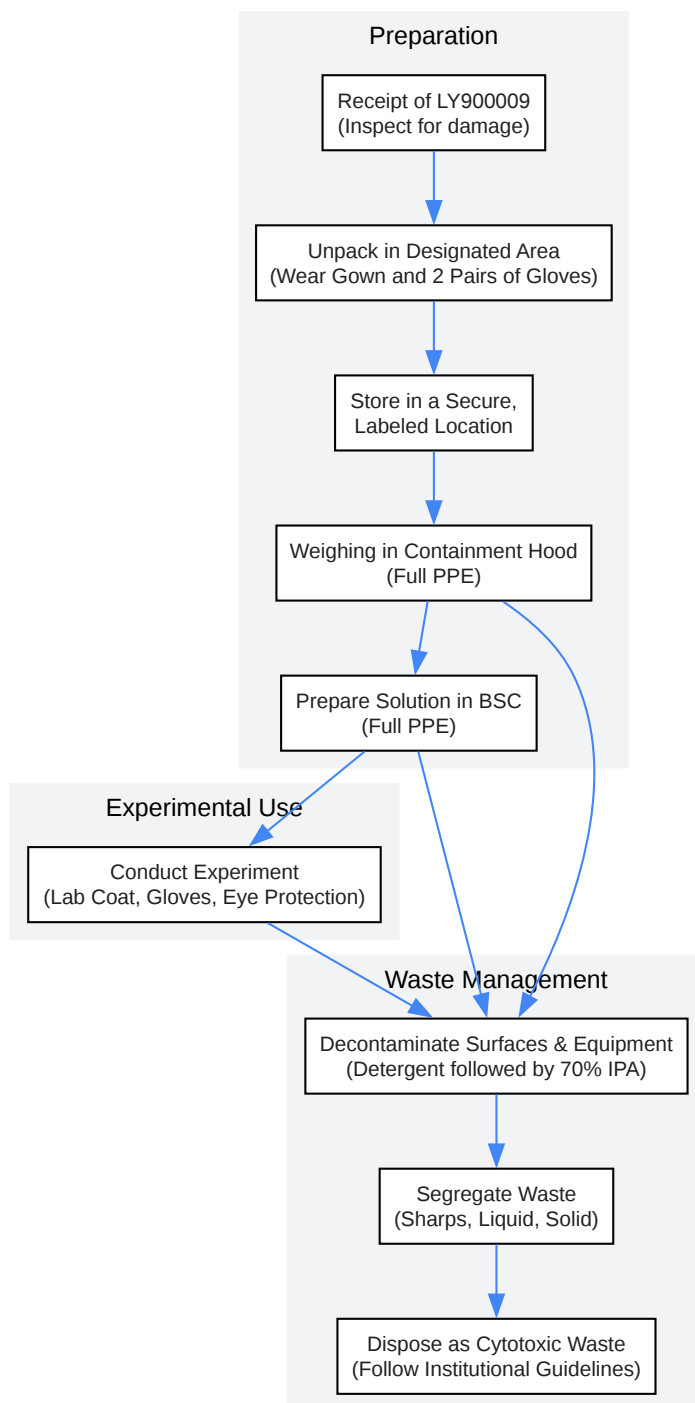 Preparation
Receipt of LY900009
(Inspect for damage)
Unpack in Designated Area
(Wear Gown and 2 Pairs of Gloves)
Store in a Secure,
Labeled Location
Weighing in Containment Hood
(Full PPE)
Prepare Solution in BSC
(Full PPE)
Experimental Use
Conduct Experiment
(Lab Coat, Gloves, Eye Protection)
Waste Management
Decontaminate Surfaces & Equipment
(Detergent followed by 70% IPA)
Segregate Waste
(Sharps, Liquid, Solid)
Dispose as Cytotoxic Waste
(Follow Institutional Guidelines)